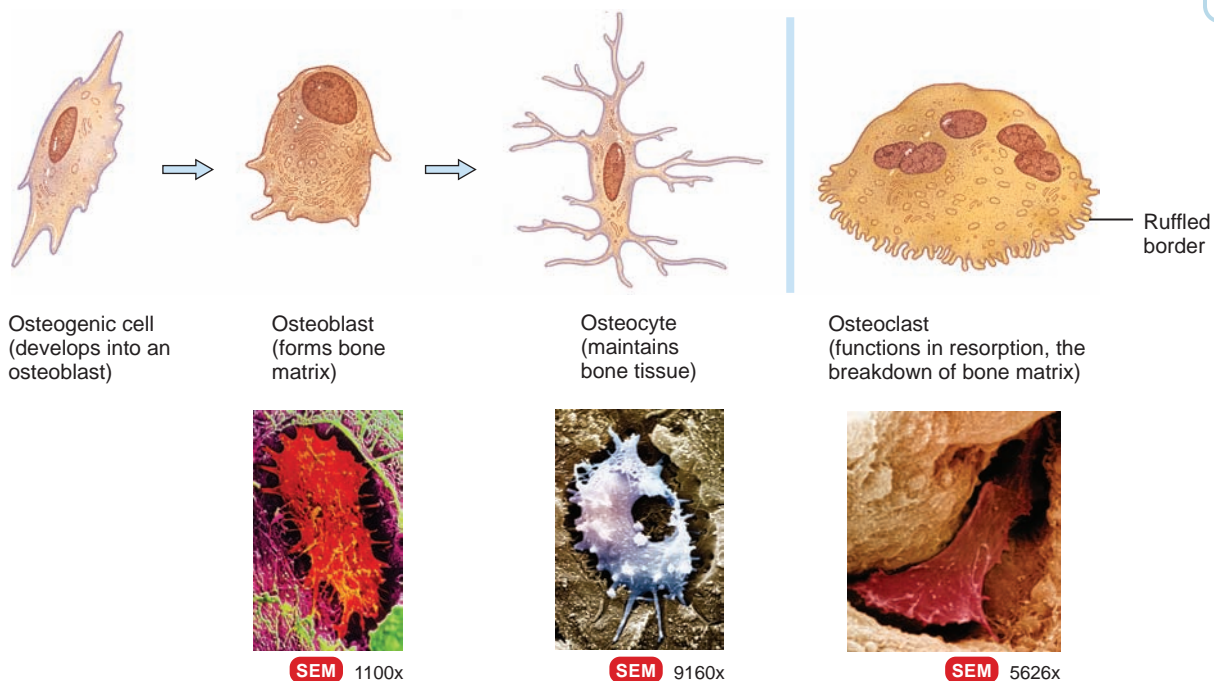 Ruffled
border
Osteogenic cell
(develops into an
osteoblast)
Osteoblast
(forms bone
matrix)
Osteocyte
(maintains
bone tissue)
Osteoclast
(functions in resorption, the
breakdown of bone matrix)
SEM 1100x
SEM 9160x
SEM 5626x